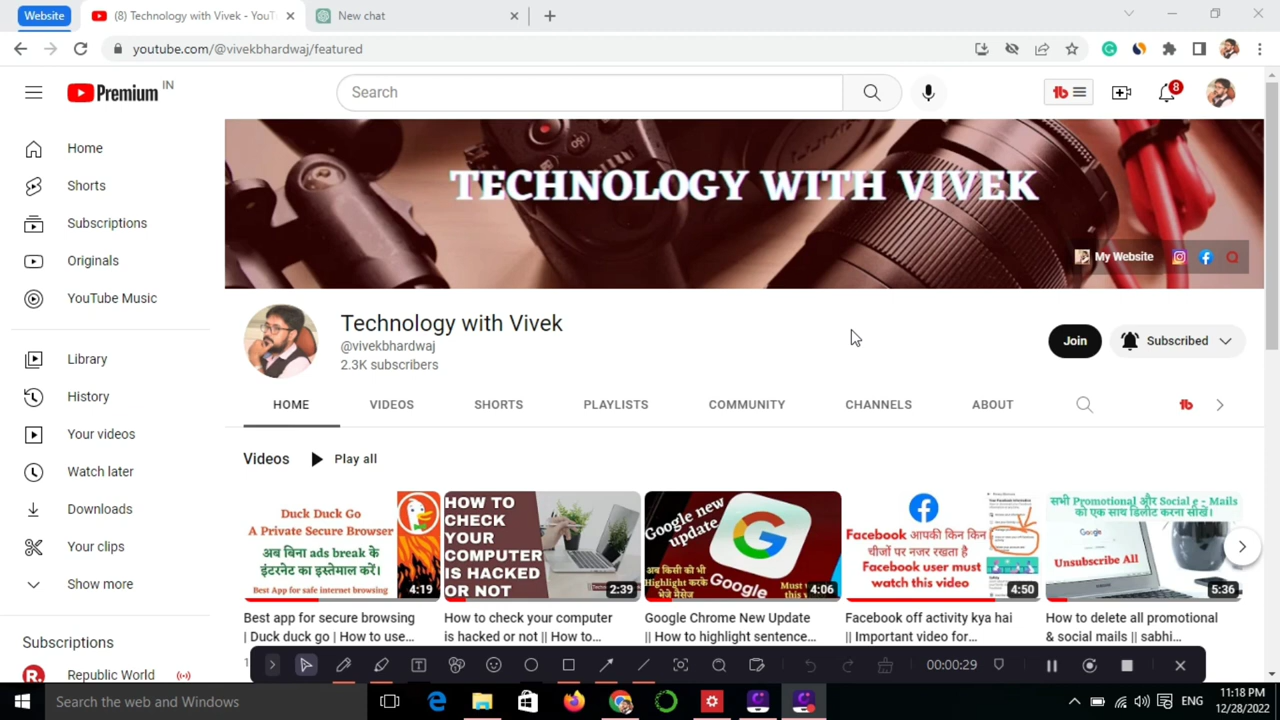 Website
(8) Technology with Vivek - YouT
New chat
youtube.com/@vivekbhardwaj/featured
Premium IN
Search
8
Home
Shorts
Subscriptions
Originals
YouTube Music
Library
History
Your videos
Watch later
Downloads
Your clips
Show more
Subscriptions
Republic World
TECHNOLOGY WITH VIVEK
My Website
Technology with Vivek
@vivekbhardwaj
2.3K subscribers
Join
Subscribed
HOME
VIDEOS
SHORTS
PLAYLISTS
COMMUNITY
CHANNELS
ABOUT
Videos
Play all
Duck Duck Go
A Private Secure Browser
अब बिना ads break के
इंटरनेट का इस्तेमाल करें।
Best App for safe internet browsing
4:19
HOW TO
CHECK
YOUR
COMPUTER
IS HACKED
OR NOT
2:39
Google new
update
अब किसी को भी
Highlight करके
भेजे मैसेज
Google
4:06
Facebook आपकी किन किन
चीजों पर नजर रखता है
Facebook user must
watch this video
4:50
सभी Promotional और Social e - Mails
को एक साथ डिलीट करना सीखें।
Google
Unsubscribe All
5:36
Best app for secure browsing
| Duck duck go | How to use...
How to check your computer
is hacked or not || How to...
Google Chrome New Update
|| How to highlight sentence...
Facebook off activity kya hai
|| Important video for...
How to delete all promotional
& social mails || sabhi...
00:00:29
Type here to search the web and Windows
ENG
11:18 PM
12/28/2022